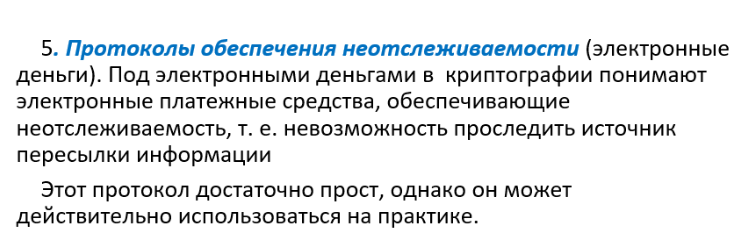 5. Протоколы обеспечения неотслеживаемости (электронные
деньги). Под электронными деньгами в криптографии понимают
электронные платежные средства, обеспечивающие
неотслеживаемость, т. е. невозможность проследить источник
пересылки информации
Этот протокол достаточно прост, однако он может
действительно использоваться на практике.